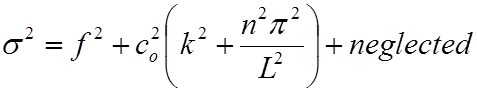 σ² = f² + c₀² ( k² + n²π² / L² ) + neglected